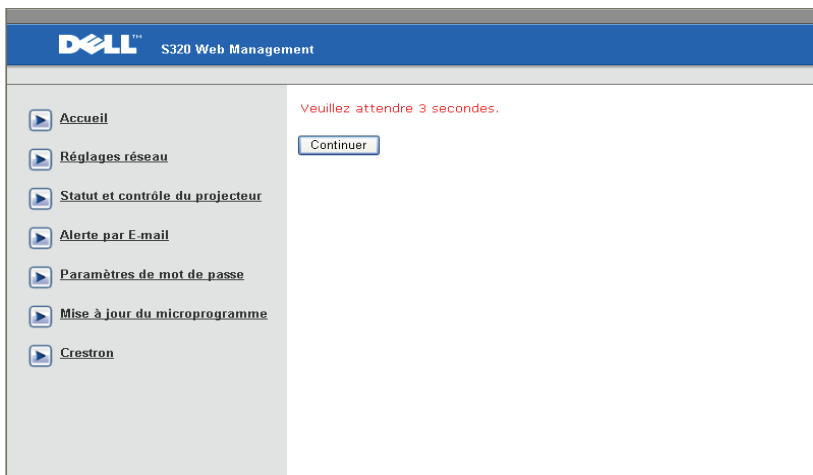 DELL™ S320 Web Management
Accueil
Réglages réseau
Statut et contrôle du projecteur
Alerte par E-mail
Paramètres de mot de passe
Mise à jour du microprogramme
Crestron
Veuillez attendre 3 secondes.
Continuer